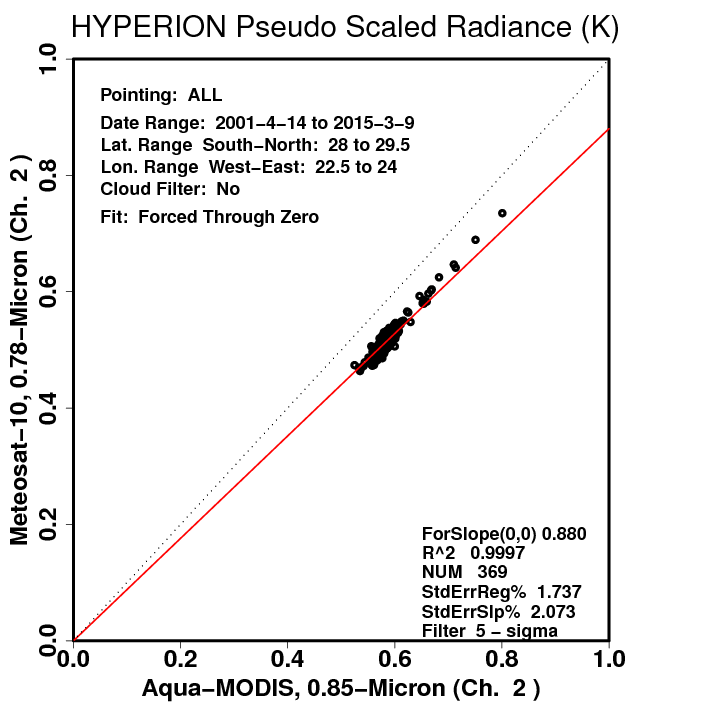 HYPERION Pseudo Scaled Radiance (K)
Pointing:  ALL
Date Range:  2001−4−14 to 2015−3−9
Lat. Range  South−North:  28 to 29.5
Lon. Range  West−East:  22.5 to 24
Cloud Filter:  No
Fit:  Forced Through Zero
ForSlope(0,0) 0.880
R^2   0.9997
NUM   369
StdErrReg%  1.737
StdErrSlp%  2.073
Filter  5 − sigma
Meteosat−10, 0.78−Micron (Ch.  2 )
1.0
0.8
0.6
0.4
0.2
0.0
0.0 0.2 0.4 0.6 0.8 1.0
Aqua−MODIS, 0.85−Micron (Ch.  2 )